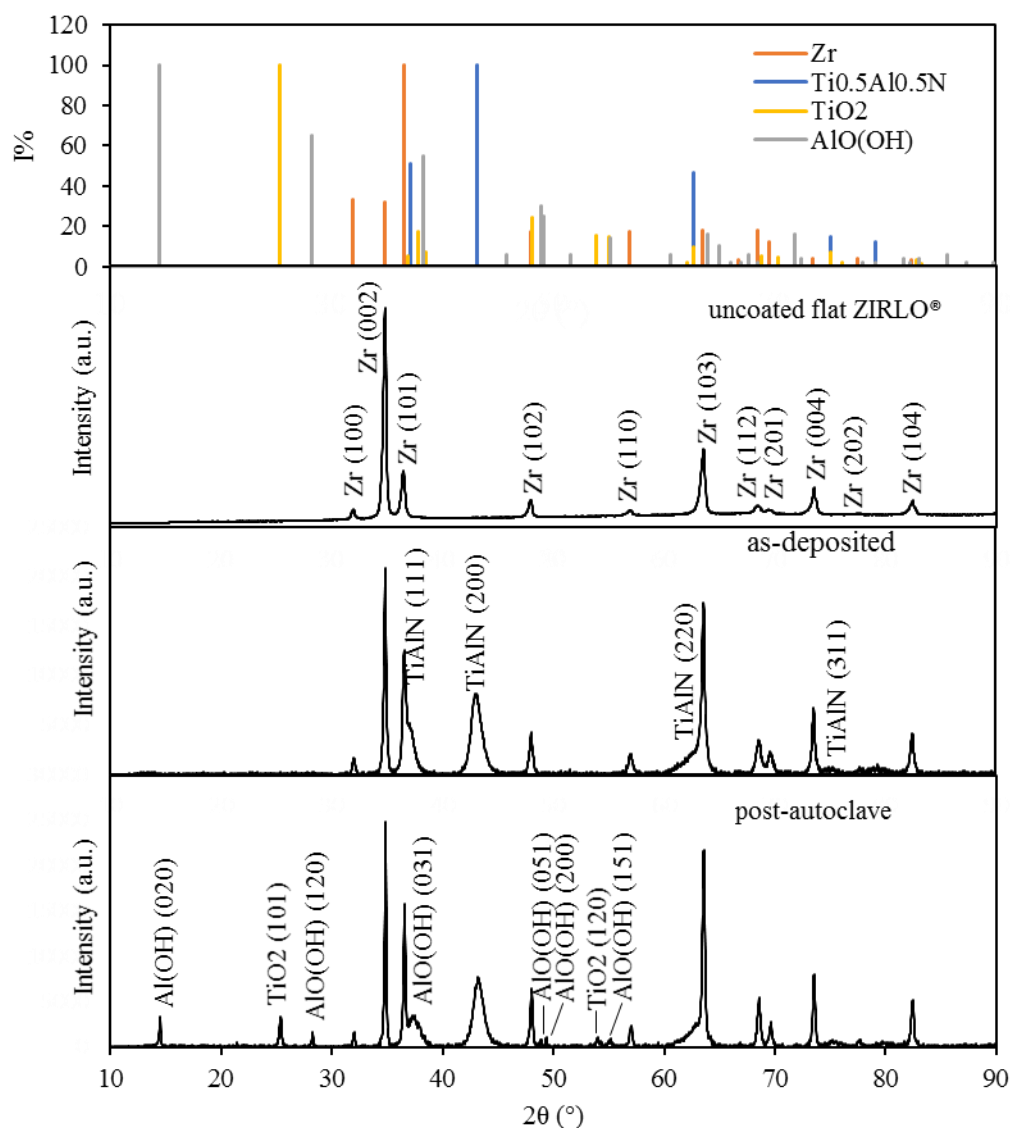 120
100
80
60
40
20
0
I%
Zr
Ti0.5Al0.5N
TiO2
AlO(OH)
Intensity (a.u.)
uncoated flat ZIRLO®
Zr (100)
Zr (002)
Zr (101)
Zr (102)
Zr (110)
Zr (103)
Zr (112)
Zr (201)
Zr (004)
Zr (202)
Zr (104)
Intensity (a.u.)
as-deposited
TiAlN (111)
TiAlN (200)
TiAlN (220)
TiAlN (311)
Intensity (a.u.)
post-autoclave
Al(OH) (020)
TiO2 (101)
AlO(OH) (120)
AlO(OH) (031)
AlO(OH) (051)
AlO(OH) (200)
TiO2 (120)
AlO(OH) (151)
10 20 30 40 50 60 70 80 90
2θ (°)